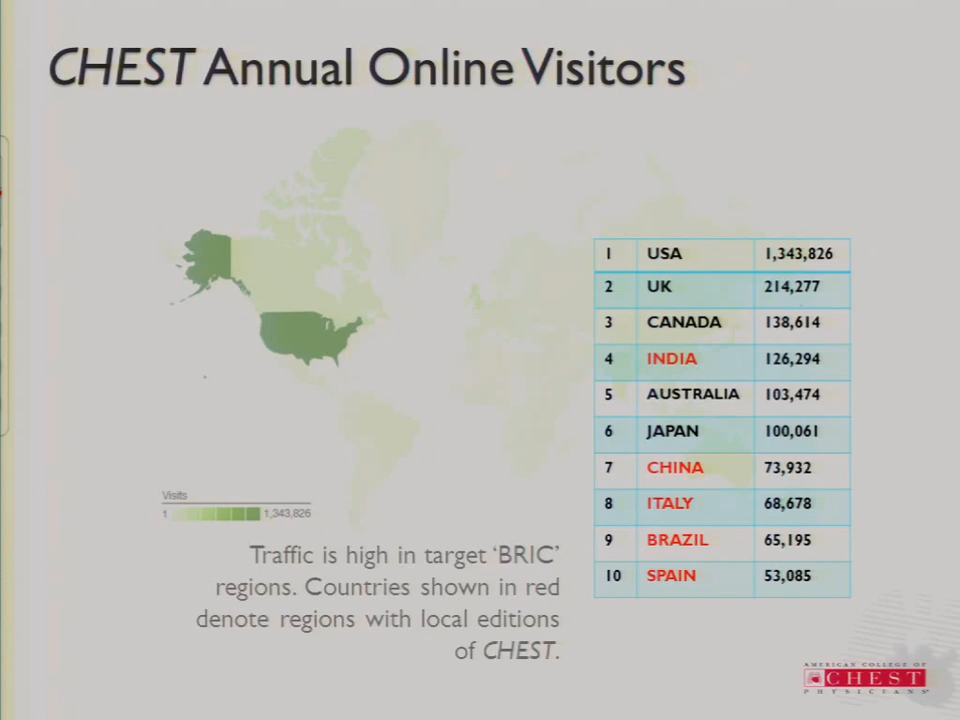 CHEST Annual Online Visitors
1 USA 1,343,826
2 UK 214,277
3 CANADA 138,614
4 INDIA 126,294
5 AUSTRALIA 103,474
6 JAPAN 100,061
7 CHINA 73,932
8 ITALY 68,678
9 BRAZIL 65,195
10 SPAIN 53,085
Visits
1 1,343,826
Traffic is high in target ‘BRIC’
regions. Countries shown in red
denote regions with local editions
of CHEST.
AMERICAN COLLEGE OF
CHEST
PHYSICIANS